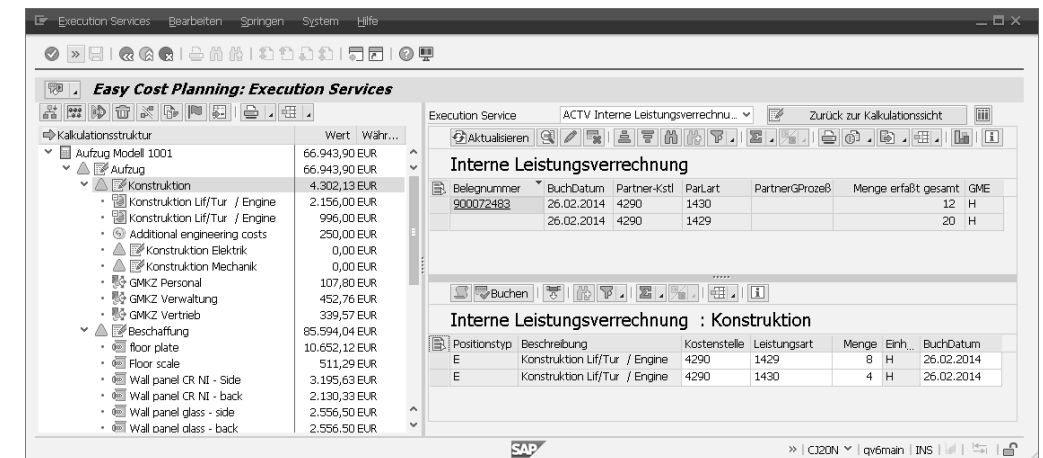 Execution Services Bearbeiten Springen System Hilfe
Easy Cost Planning: Execution Services
Kalkulationsstruktur Wert Währ...
Aufzug Modell 1001 66.943,90 EUR
Aufzug 66.943,90 EUR
Konstruktion 4.302,13 EUR
Konstruktion Lif/Tur / Engine 2.156,00 EUR
Konstruktion Lif/Tur / Engine 996,00 EUR
Additional engineering costs 250,00 EUR
Konstruktion Elektrik 0,00 EUR
Konstruktion Mechanik 0,00 EUR
GMKZ Personal 107,80 EUR
GMKZ Verwaltung 452,76 EUR
GMKZ Vertrieb 339,57 EUR
Beschaffung 85.594,04 EUR
floor plate 10.652,12 EUR
Floor scale 511,29 EUR
Wall panel CR NI - Side 3.195,63 EUR
Wall panel CR NI - back 2.130,33 EUR
Wall panel glass - side 2.556,50 EUR
Wall panel glass - back 2.556,50 EUR
Execution Service ACTV Interne Leistungsverrechnu... Zurück zur Kalkulationssicht
Aktualisieren
Interne Leistungsverrechnung
Belegnummer BuchDatum Partner-Kstl ParLart PartnerGProzeß Menge erfaßt gesamt GME
900072483 26.02.2014 4290 1430 12 H
26.02.2014 4290 1429 20 H
Buchen
Interne Leistungsverrechnung : Konstruktion
Positionstyp Beschreibung Kostenstelle Leistungsart Menge Einh... BuchDatum
E Konstruktion Lif/Tur / Engine 4290 1429 8 H 26.02.2014
E Konstruktion Lif/Tur / Engine 4290 1430 4 H 26.02.2014
SAP » | CJ20N | qv6main | INS